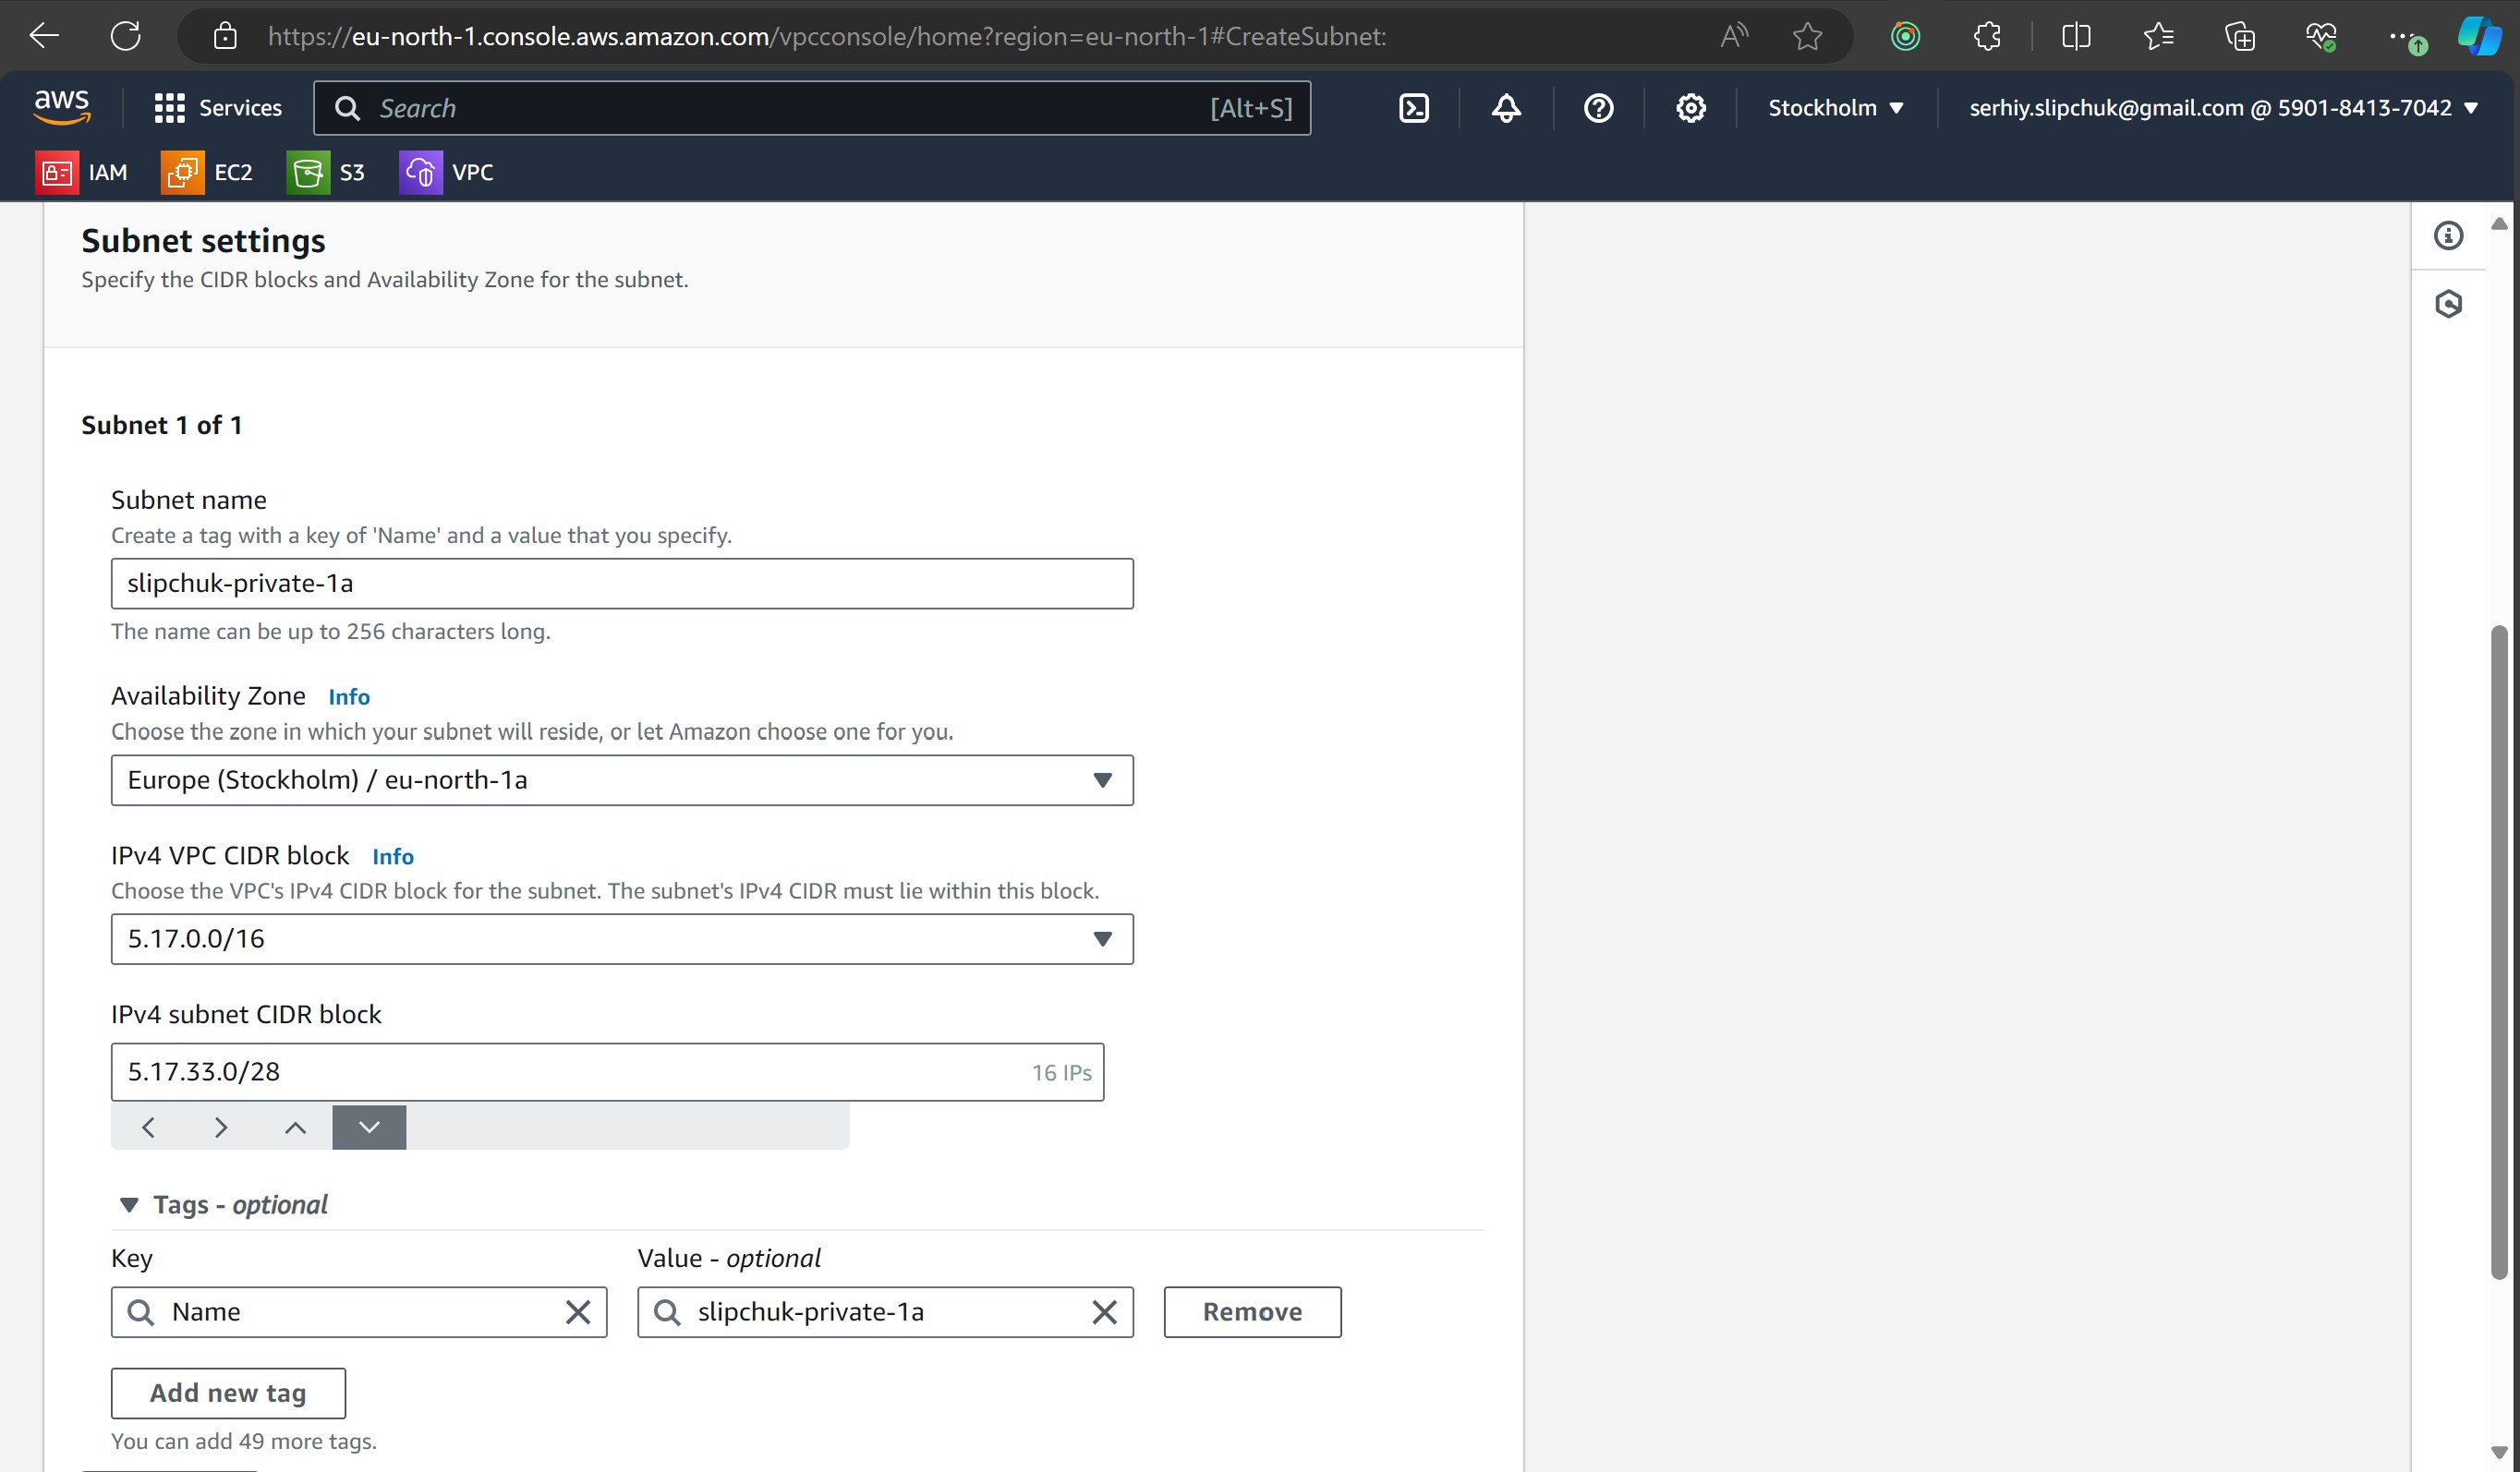 https://eu-north-1.console.aws.amazon.com/vpcconsole/home?region=eu-north-1#CreateSubnet:
aws
Services
Search
[Alt+S]
Stockholm
serhiy.slipchuk@gmail.com @ 5901-8413-7042
IAM
EC2
S3
VPC
Subnet settings
Specify the CIDR blocks and Availability Zone for the subnet.
Subnet 1 of 1
Subnet name
Create a tag with a key of 'Name' and a value that you specify.
slipchuk-private-1a
The name can be up to 256 characters long.
Availability Zone Info
Choose the zone in which your subnet will reside, or let Amazon choose one for you.
Europe (Stockholm) / eu-north-1a
IPv4 VPC CIDR block Info
Choose the VPC's IPv4 CIDR block for the subnet. The subnet's IPv4 CIDR must lie within this block.
5.17.0.0/16
IPv4 subnet CIDR block
5.17.33.0/28
16 IPs
Tags - optional
Key
Value - optional
Name
slipchuk-private-1a
Remove
Add new tag
You can add 49 more tags.